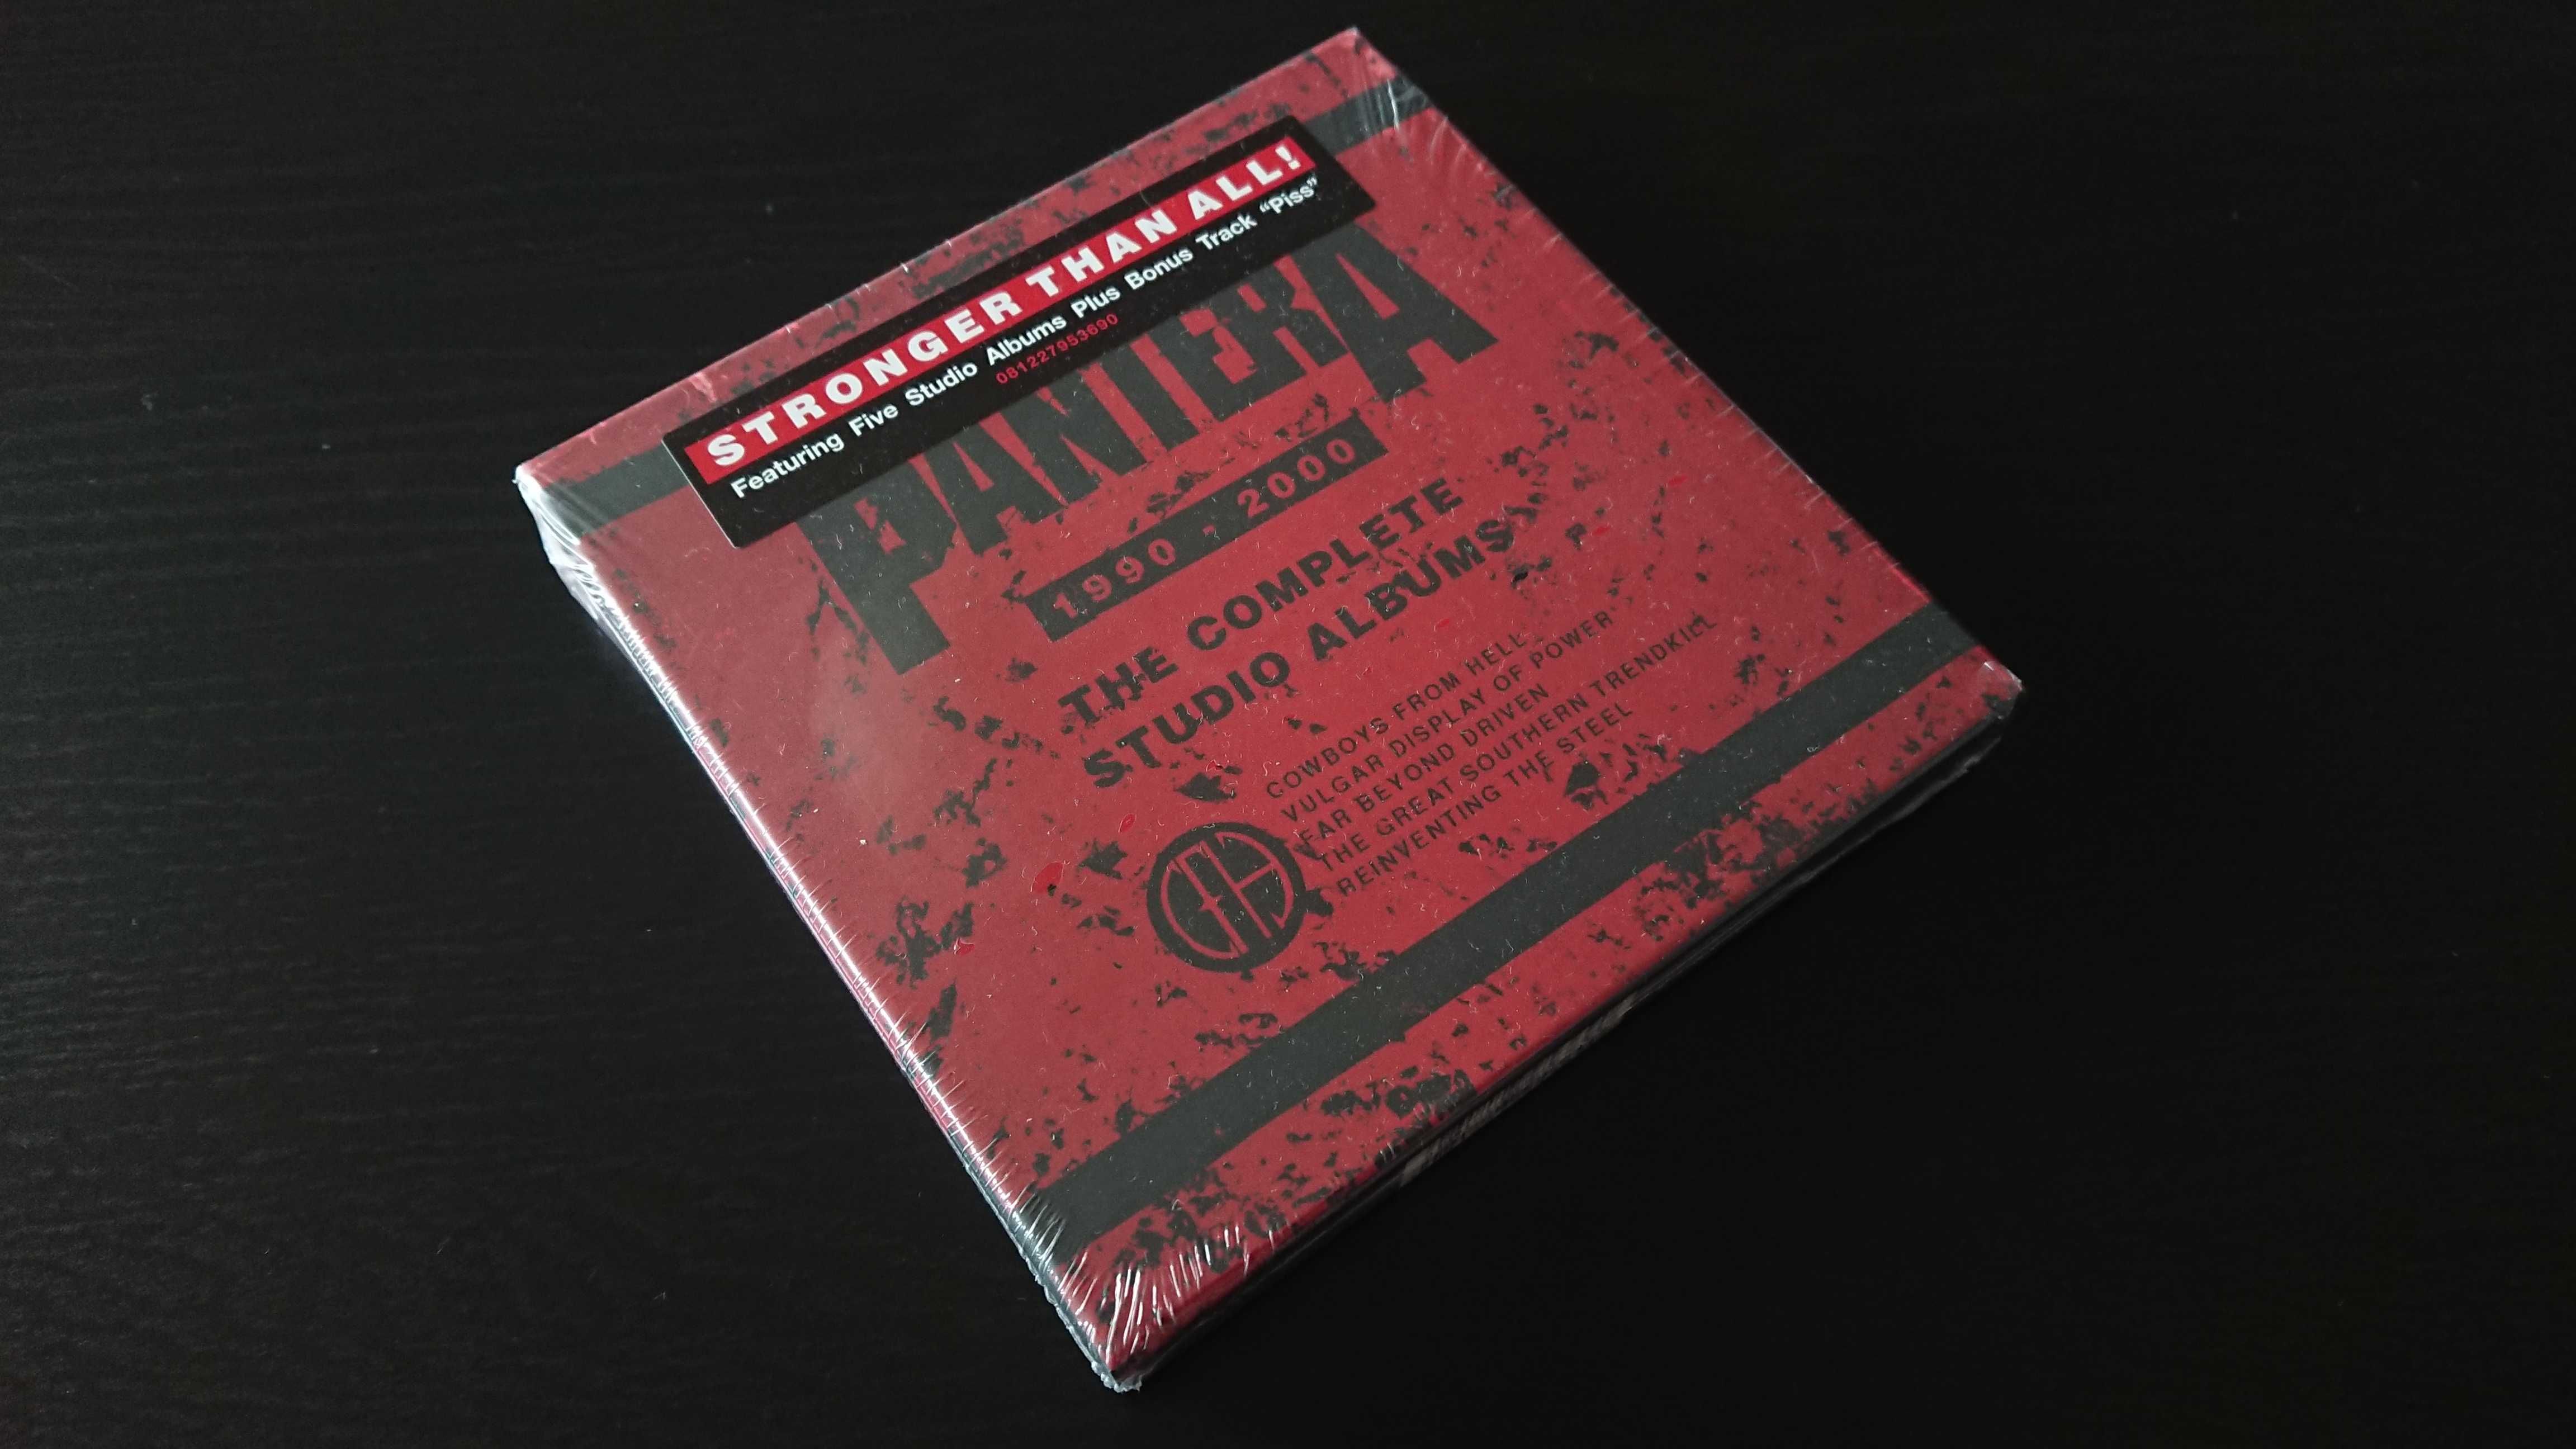 STRONGER THAN ALL!
Featuring Five Studio Albums Plus Bonus Track "Piss"
081227953690
PANTERA
1990 - 2000
THE COMPLETE
STUDIO ALBUMS
COWBOYS FROM HELL
VULGAR DISPLAY OF POWER
FAR BEYOND DRIVEN
THE GREAT SOUTHERN TRENDKILL
REINVENTING THE STEEL
CFH